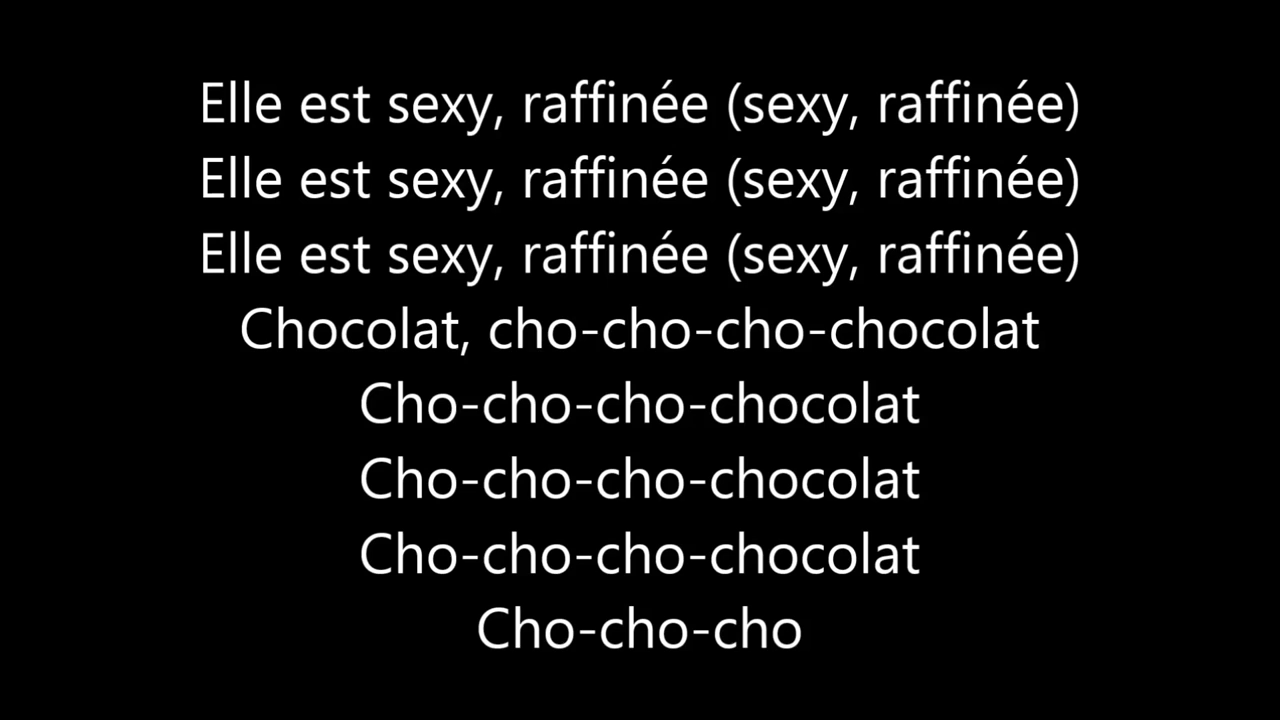 Elle est sexy, raffinée (sexy, raffinée)
Elle est sexy, raffinée (sexy, raffinée)
Elle est sexy, raffinée (sexy, raffinée)
Chocolat, cho-cho-cho-chocolat
Cho-cho-cho-chocolat
Cho-cho-cho-chocolat
Cho-cho-cho-chocolat
Cho-cho-cho